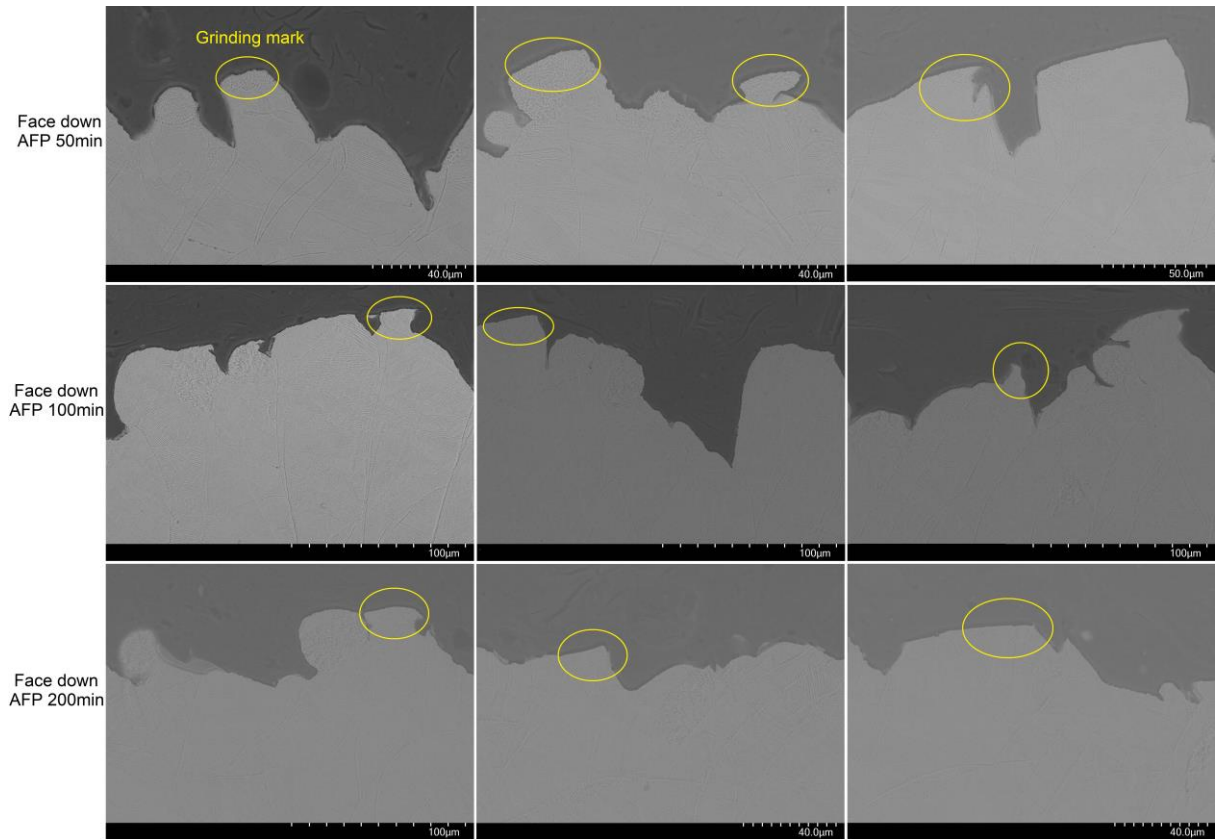 Grinding mark
Face down
AFP 50min
40.0µm
40.0µm
50.0µm
Face down
AFP 100min
100µm
100µm
100µm
Face down
AFP 200min
100µm
40.0µm
40.0µm